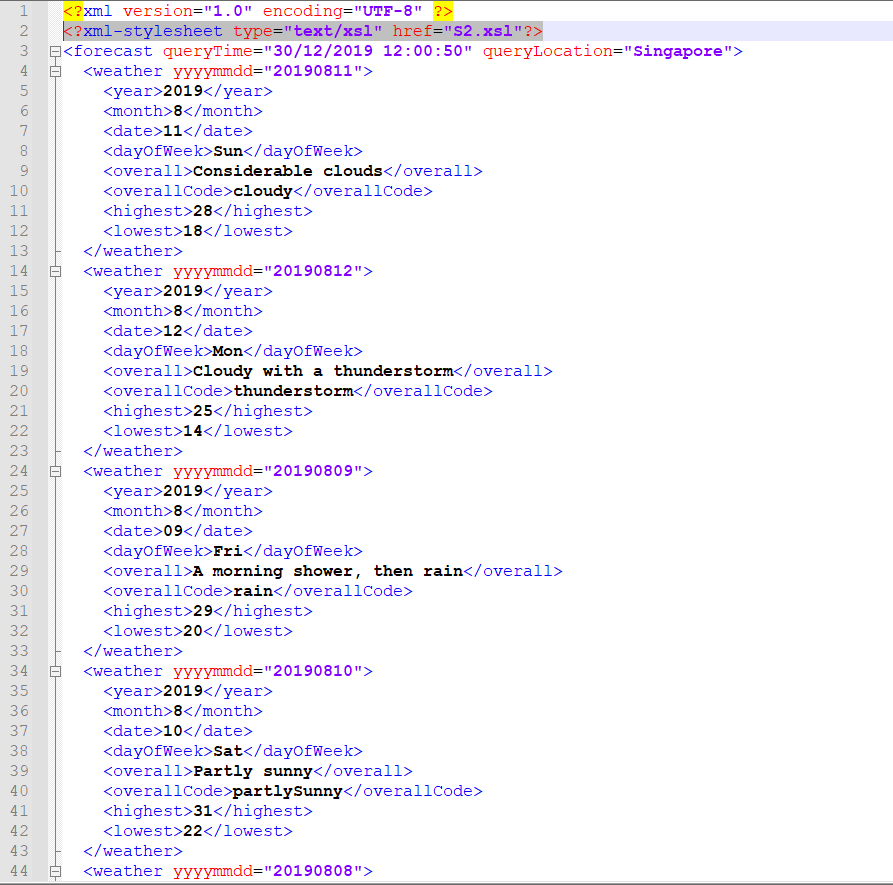 1 <?xml version="1.0" encoding="UTF-8" ?>
2 <?xml-stylesheet type="text/xsl" href="S2.xsl"?>
3 <forecast queryTime="30/12/2019 12:00:50" queryLocation="Singapore">
4 <weather yyyymmdd="20190811">
5 <year>2019</year>
6 <month>8</month>
7 <date>11</date>
8 <dayOfWeek>Sun</dayOfWeek>
9 <overall>Considerable clouds</overall>
10 <overallCode>cloudy</overallCode>
11 <highest>28</highest>
12 <lowest>18</lowest>
13 </weather>
14 <weather yyyymmdd="20190812">
15 <year>2019</year>
16 <month>8</month>
17 <date>12</date>
18 <dayOfWeek>Mon</dayOfWeek>
19 <overall>Cloudy with a thunderstorm</overall>
20 <overallCode>thunderstorm</overallCode>
21 <highest>25</highest>
22 <lowest>14</lowest>
23 </weather>
24 <weather yyyymmdd="20190809">
25 <year>2019</year>
26 <month>8</month>
27 <date>09</date>
28 <dayOfWeek>Fri</dayOfWeek>
29 <overall>A morning shower, then rain</overall>
30 <overallCode>rain</overallCode>
31 <highest>29</highest>
32 <lowest>20</lowest>
33 </weather>
34 <weather yyyymmdd="20190810">
35 <year>2019</year>
36 <month>8</month>
37 <date>10</date>
38 <dayOfWeek>Sat</dayOfWeek>
39 <overall>Partly sunny</overall>
40 <overallCode>partlySunny</overallCode>
41 <highest>31</highest>
42 <lowest>22</lowest>
43 </weather>
44 <weather yyyymmdd="20190808">